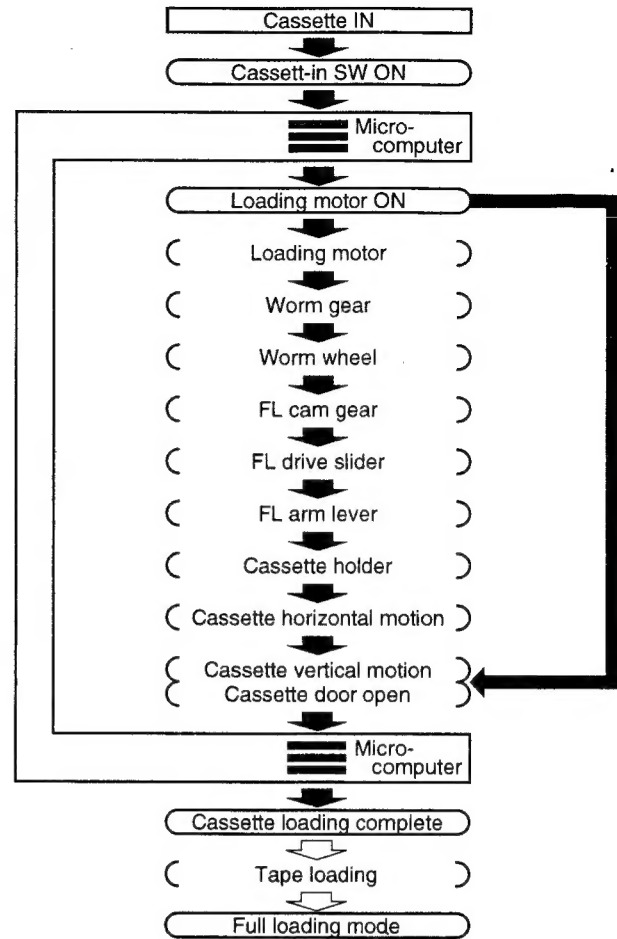 Cassette IN
Cassett-in SW ON
Micro-
computer
Loading motor ON
Loading motor
Worm gear
Worm wheel
FL cam gear
FL drive slider
FL arm lever
Cassette holder
Cassette horizontal motion
Cassette vertical motion
Cassette door open
Micro-
computer
Cassette loading complete
Tape loading
Full loading mode